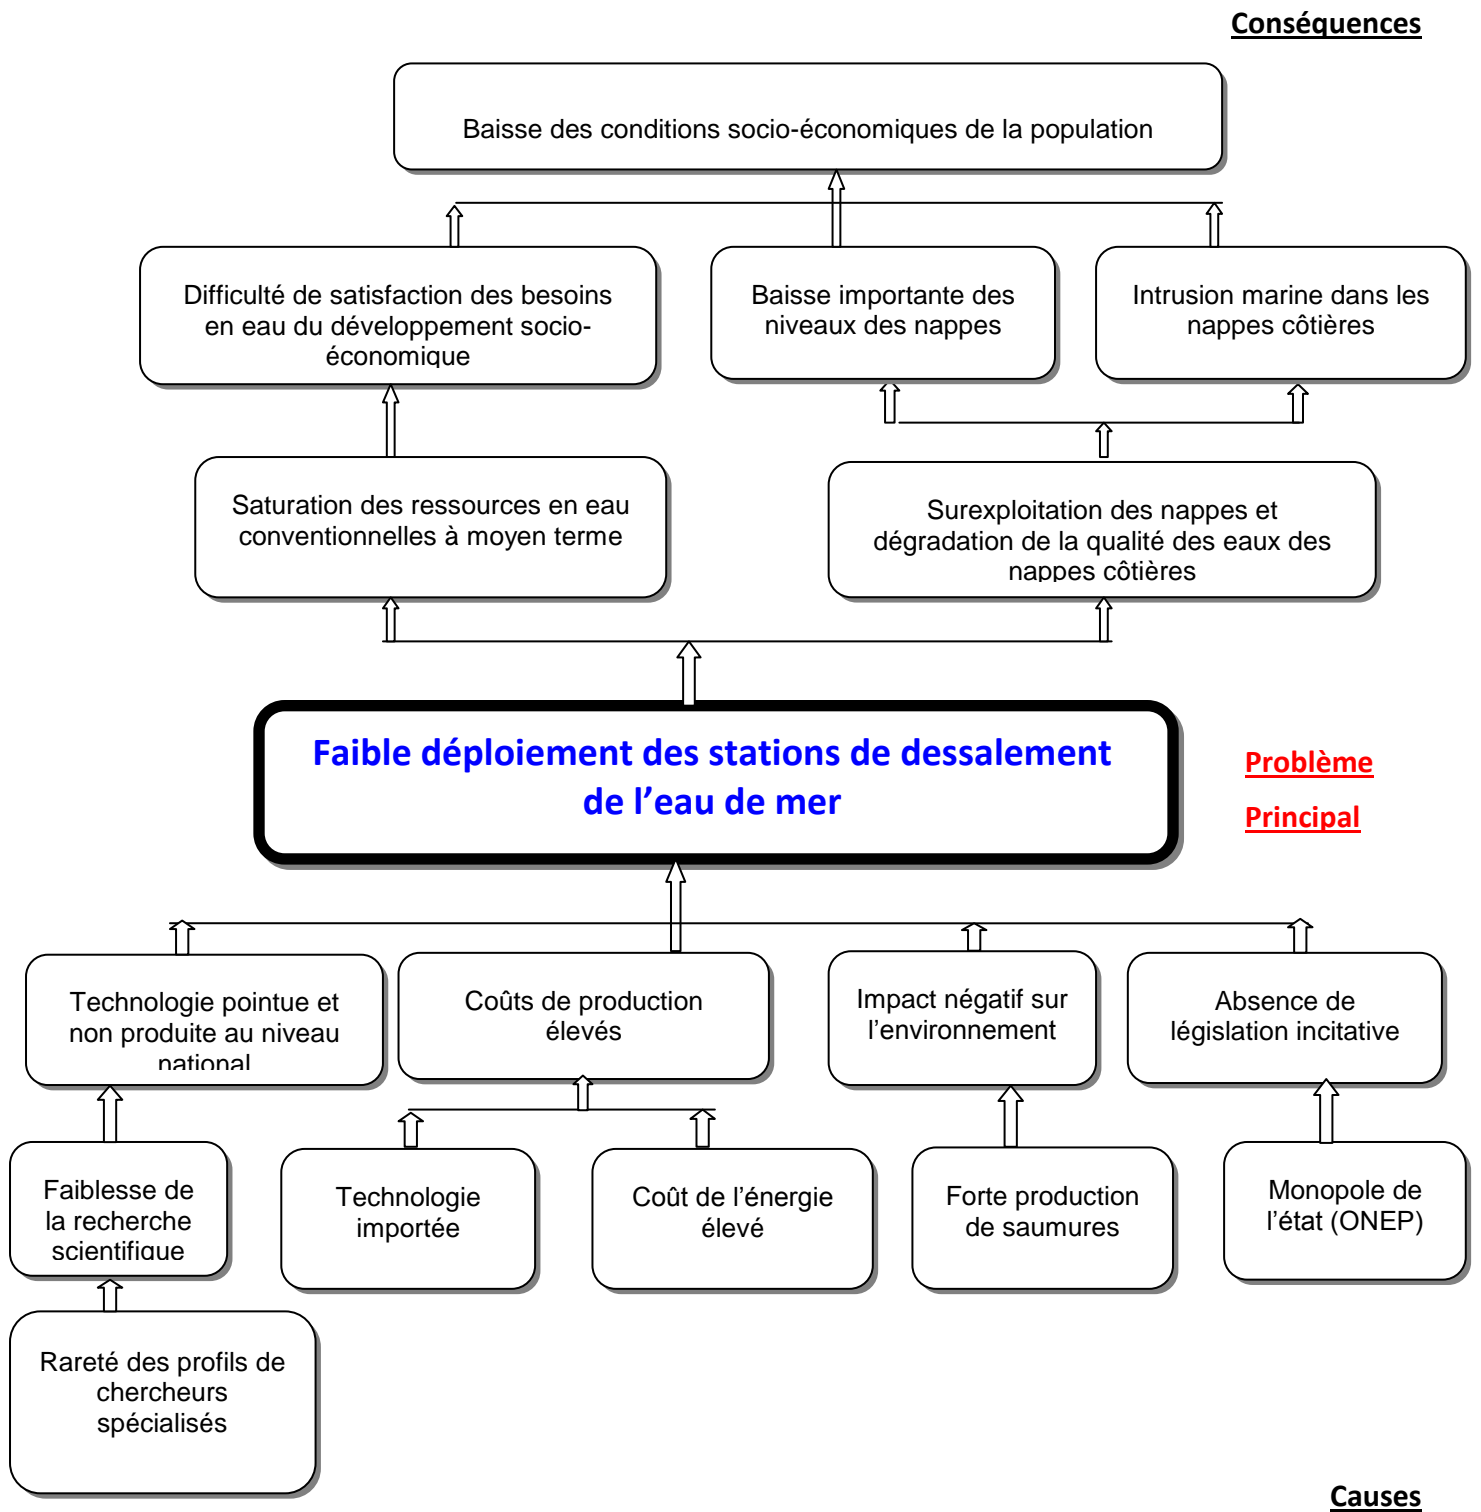 Conséquences
Baisse des conditions socio-économiques de la population
Difficulté de satisfaction des besoins
en eau du développement socio-
économique
Baisse importante des
niveaux des nappes
Intrusion marine dans les
nappes côtières
Saturation des ressources en eau
conventionnelles à moyen terme
Surexploitation des nappes et
dégradation de la qualité des eaux des
nappes côtières
Faible déploiement des stations de dessalement
de l’eau de mer
Problème
Principal
Technologie pointue et
non produite au niveau
national
Coûts de production
élevés
Impact négatif sur
l’environnement
Absence de
législation incitative
Faiblesse de
la recherche
scientifique
Technologie
importée
Coût de l’énergie
élevé
Forte production
de saumures
Monopole de
l’état (ONEP)
Rareté des profils de
chercheurs
spécialisés
Causes